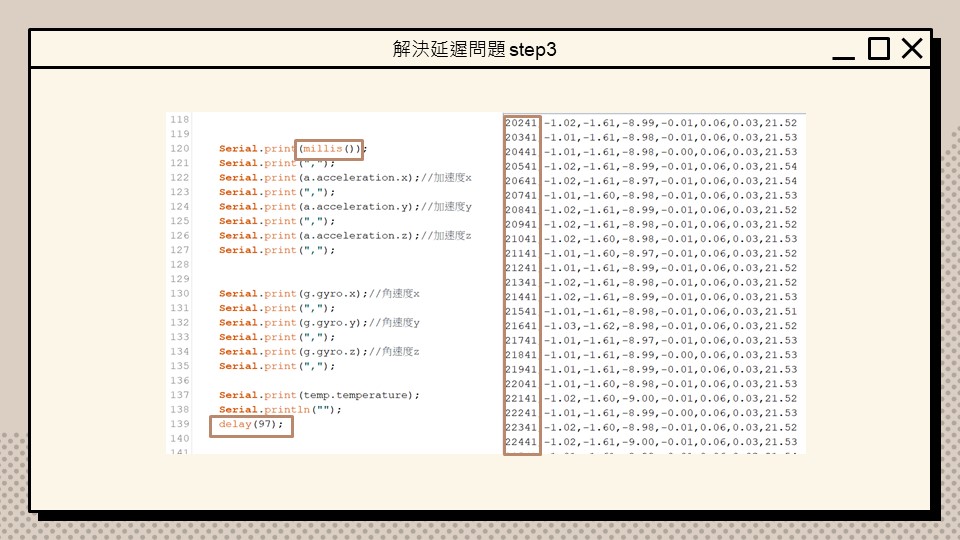 解決延遲問題step3
118
119
120 Serial.print(millis());
121 Serial.print(",");
122 Serial.print(a.acceleration.x);//加速度x
123 Serial.print(",");
124 Serial.print(a.acceleration.y);//加速度y
125 Serial.print(",");
126 Serial.print(a.acceleration.z);//加速度z
127 Serial.print(",");
128
129
130 Serial.print(g.gyro.x);//角速度x
131 Serial.print(",");
132 Serial.print(g.gyro.y);//角速度y
133 Serial.print(",");
134 Serial.print(g.gyro.z);//角速度z
135 Serial.print(",");
136
137 Serial.print(temp.temperature);
138 Serial.println("");
139 delay(97);
140
141
20241 -1.02,-1.61,-8.99,-0.01,0.06,0.03,21.52
20341 -1.01,-1.61,-8.98,-0.01,0.06,0.03,21.53
20441 -1.01,-1.61,-8.98,-0.00,0.06,0.03,21.53
20541 -1.02,-1.61,-8.99,-0.01,0.06,0.03,21.54
20641 -1.02,-1.61,-8.97,-0.01,0.06,0.03,21.54
20741 -1.01,-1.60,-8.98,-0.01,0.06,0.03,21.53
20841 -1.02,-1.61,-8.99,-0.01,0.06,0.03,21.52
20941 -1.02,-1.61,-8.98,-0.01,0.06,0.03,21.52
21041 -1.02,-1.60,-8.98,-0.01,0.06,0.03,21.53
21141 -1.01,-1.60,-8.97,-0.01,0.06,0.03,21.52
21241 -1.01,-1.61,-8.99,-0.01,0.06,0.03,21.52
21341 -1.02,-1.61,-8.98,-0.01,0.06,0.03,21.52
21441 -1.01,-1.61,-8.99,-0.01,0.06,0.03,21.53
21541 -1.01,-1.61,-8.98,-0.01,0.06,0.03,21.51
21641 -1.03,-1.62,-8.98,-0.01,0.06,0.03,21.52
21741 -1.01,-1.61,-8.97,-0.01,0.06,0.03,21.53
21841 -1.01,-1.61,-8.99,-0.00,0.06,0.03,21.53
21941 -1.01,-1.61,-8.99,-0.01,0.06,0.03,21.53
22041 -1.01,-1.60,-8.98,-0.01,0.06,0.03,21.53
22141 -1.02,-1.60,-9.00,-0.01,0.06,0.03,21.52
22241 -1.01,-1.61,-8.99,-0.00,0.06,0.03,21.53
22341 -1.02,-1.60,-8.98,-0.01,0.06,0.03,21.52
22441 -1.02,-1.61,-9.00,-0.01,0.06,0.03,21.53